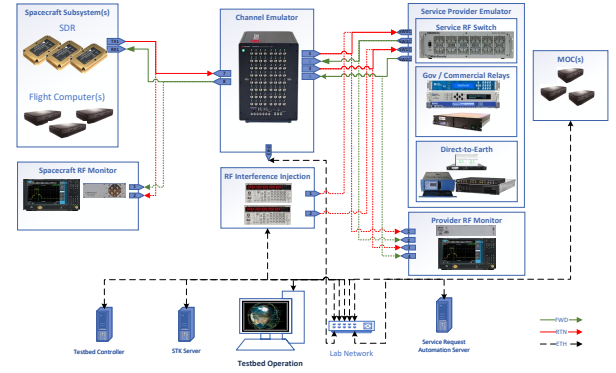 Spacecraft Subsystem(s)
SDR
Flight Computer(s)
Channel Emulator
Service Provider Emulator
Service RF Switch
Gov / Commercial Relays
Direct-to-Earth
MOC(s)
Spacecraft RF Monitor
RF Interference Injection
Provider RF Monitor
Testbed Controller
STK Server
Testbed Operation
Lab Network
Service Request
Automation Server
FWD
RTN
ETH